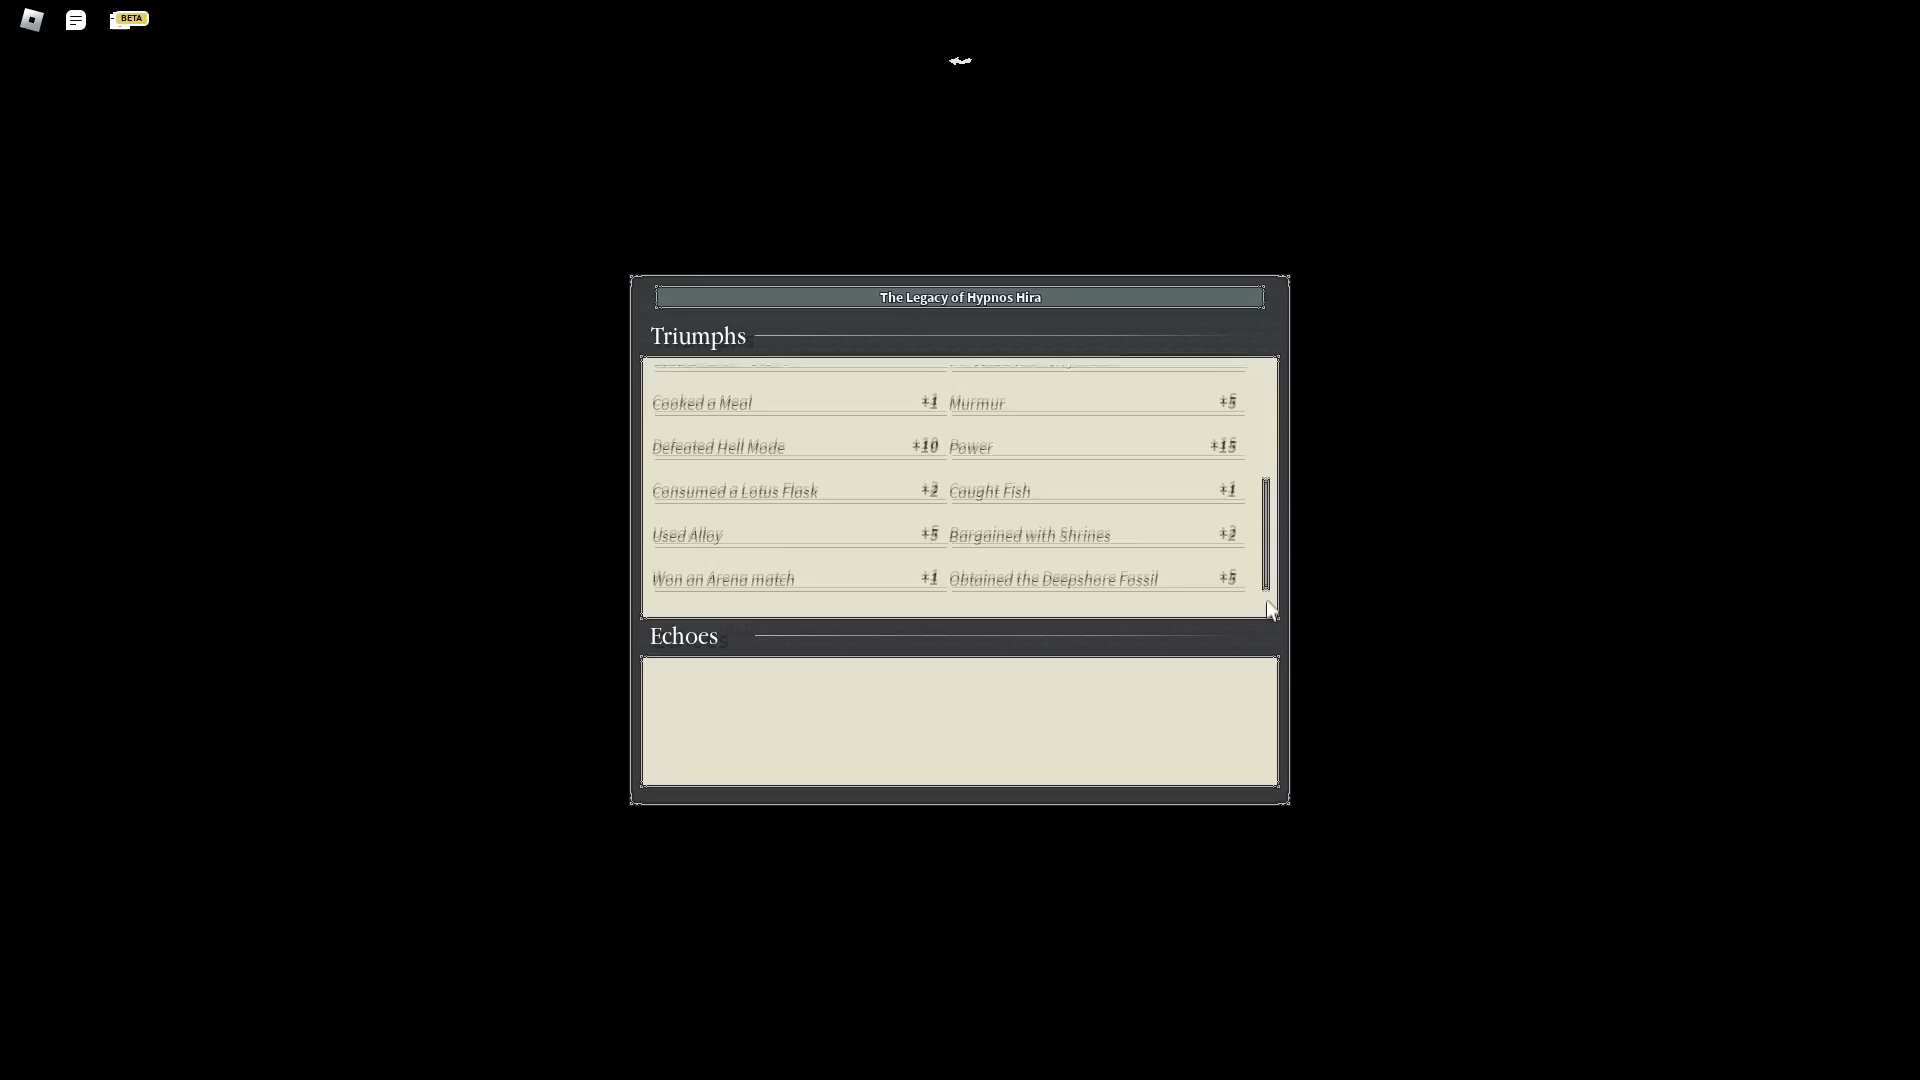 BETA
The Legacy of Hypnos Hira
Triumphs
Cooked a Meal +1 Murmur +5
Defeated Hell Mode +10 Power +15
Consumed a Lotus Flask +2 Caught Fish +1
Used Alloy +5 Bargained with Shrines +2
Won an Arena match +1 Obtained the Deepshore Fossil +5
Echoes